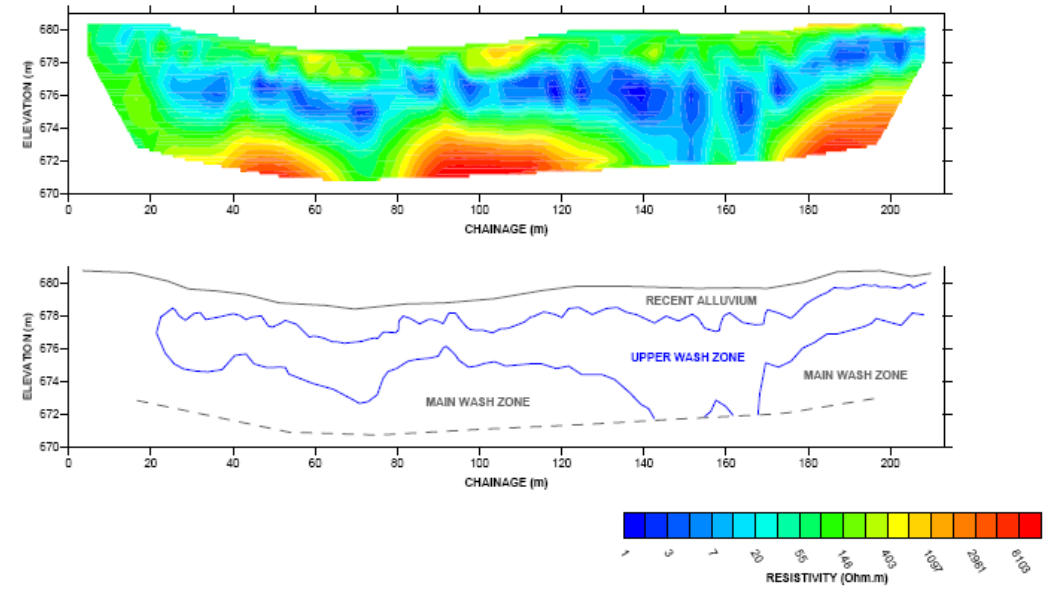 680
678
676
674
672
670
ELEVATION (m)
0 20 40 60 80 100 120 140 160 180 200
CHAINAGE (m)
680
678
676
674
672
670
ELEVATION (m)
RECENT ALLUVIUM
UPPER WASH ZONE
MAIN WASH ZONE
MAIN WASH ZONE
0 20 40 60 80 100 120 140 160 180 200
CHAINAGE (m)
1 3 7 20 55 148 403 1097 2981 8103
RESISTIVITY (Ohm.m)